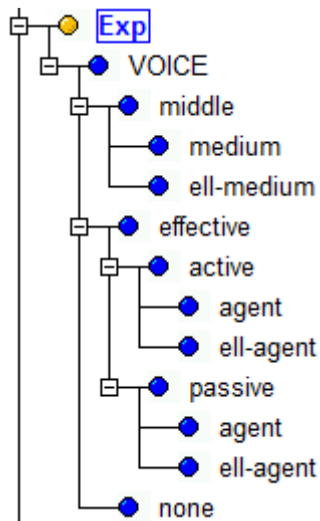 Exp
VOICE
middle
medium
ell-medium
effective
active
agent
ell-agent
passive
agent
ell-agent
none